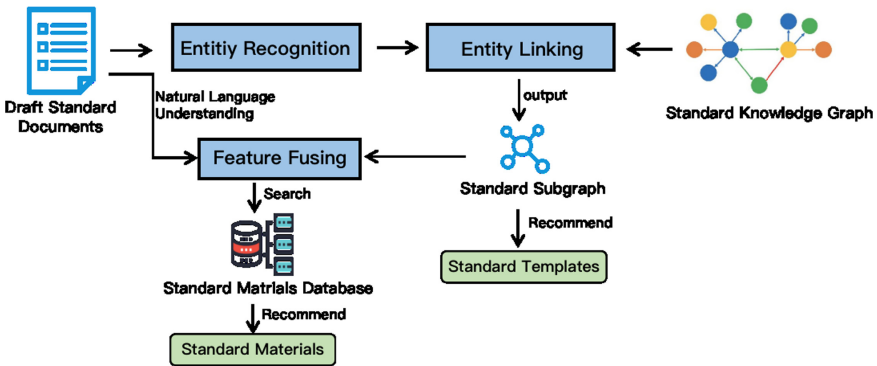 Entitiy Recognition
Entity Linking
Draft Standard
Documents
Natural Language
Understanding
output
Standard Knowledge Graph
Feature Fusing
Standard Subgraph
Search
Recommend
Standard Templates
Standard Matrials Database
Recommend
Standard Materials